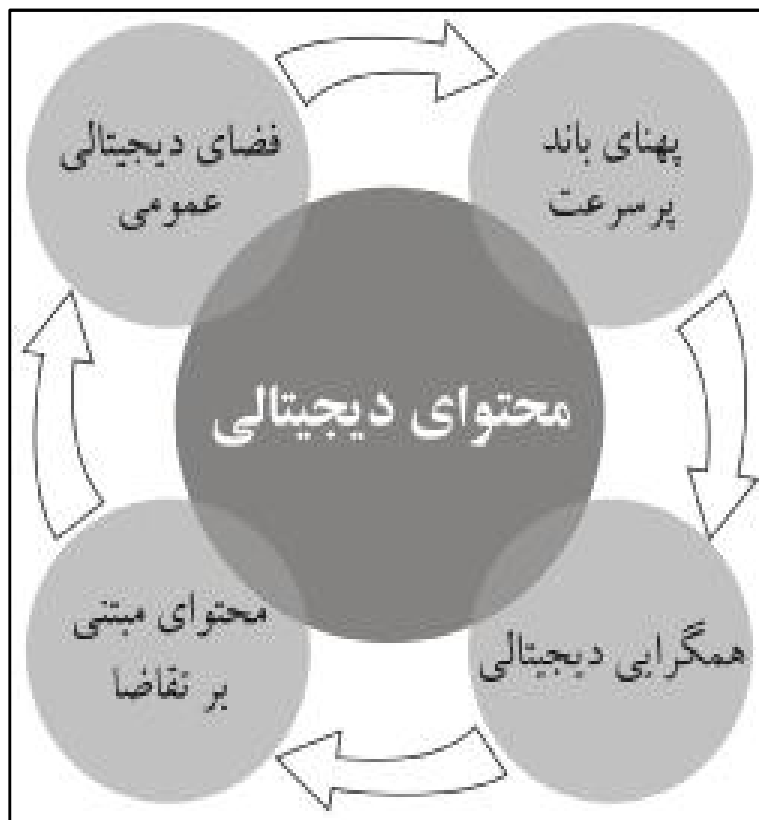 پهنای باند
پرسرعت
فضای دیجیتالی
عمومی
محتوای دیجیتالی
همگرایی دیجیتالی
محتوای مبتنی
بر تقاضا